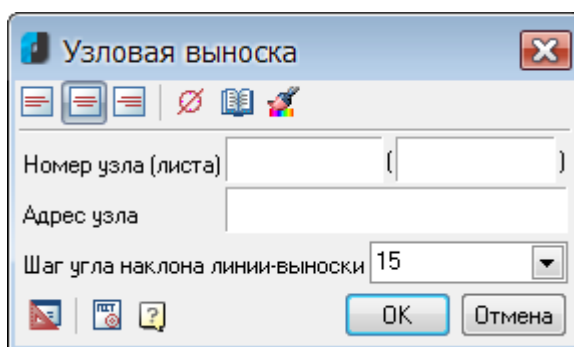 Узловая выноска
Номер узла (листа) ( )
Адрес узла
Шаг угла наклона линии-выноски 15
OK Отмена